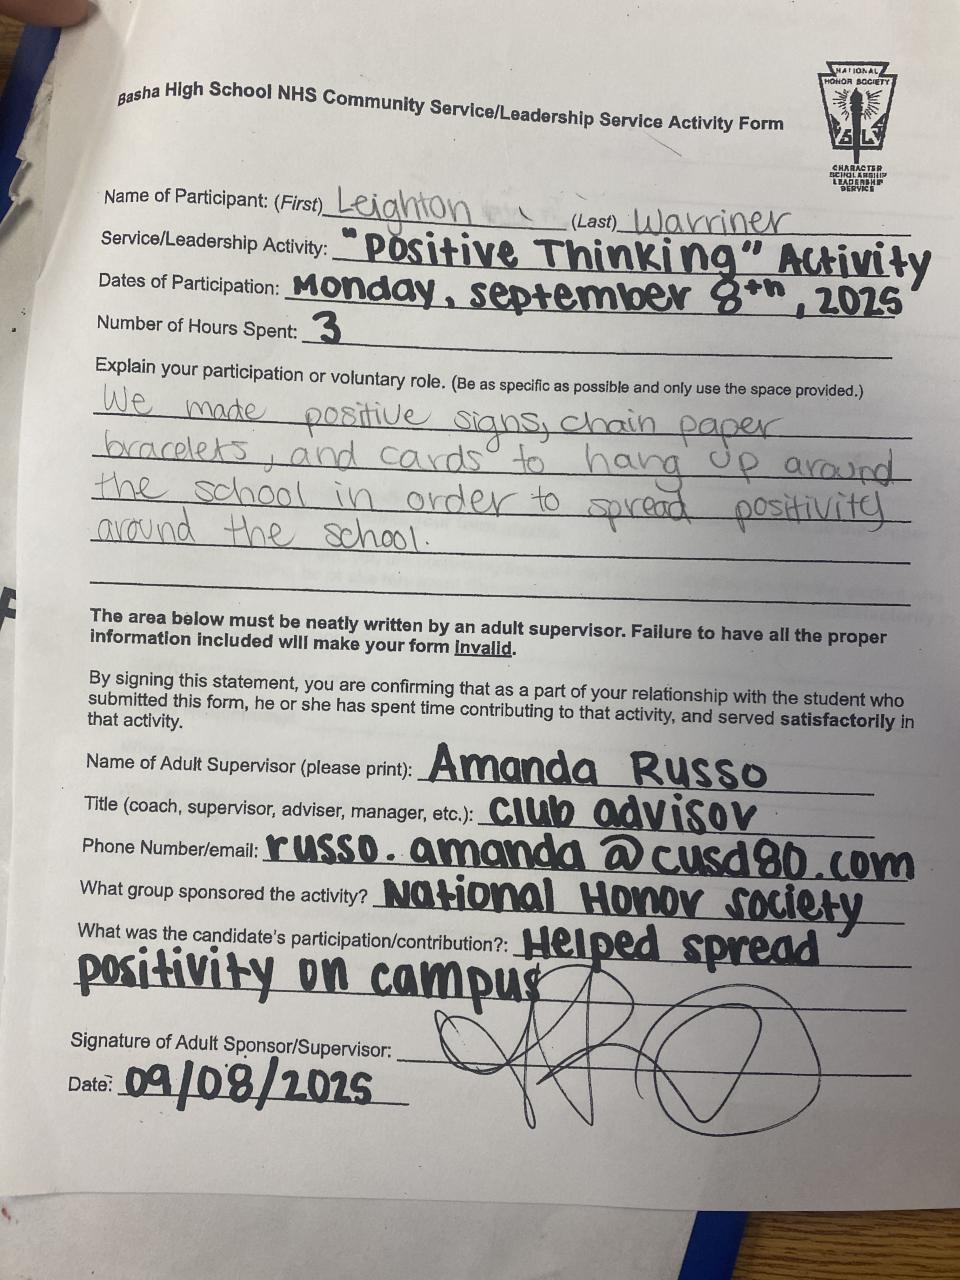 Basha High School NHS Community Service/Leadership Service Activity Form
NATIONAL
HONOR SOCIETY
S L
CHARACTER
SCHOLARSHIP
LEADERSHIP
SERVICE
Name of Participant: (First) Leighton (Last) Warriner
Service/Leadership Activity: "Positive Thinking" Activity
Dates of Participation: Monday, september 8th, 2025
Number of Hours Spent: 3
Explain your participation or voluntary role. (Be as specific as possible and only use the space provided.)
We made positive signs, chain paper
bracelets, and cards to hang up around
the school in order to spread positivity
around the school.
The area below must be neatly written by an adult supervisor. Failure to have all the proper
information included will make your form invalid.
By signing this statement, you are confirming that as a part of your relationship with the student who
submitted this form, he or she has spent time contributing to that activity, and served satisfactorily in
that activity.
Name of Adult Supervisor (please print): Amanda Russo
Title (coach, supervisor, adviser, manager, etc.): club advisor
Phone Number/email: russo.amanda@cusd80.com
What group sponsored the activity? National Honor Society
What was the candidate's participation/contribution?: Helped spread
positivity on campus
Signature of Adult Sponsor/Supervisor:
Date: 09/08/2025